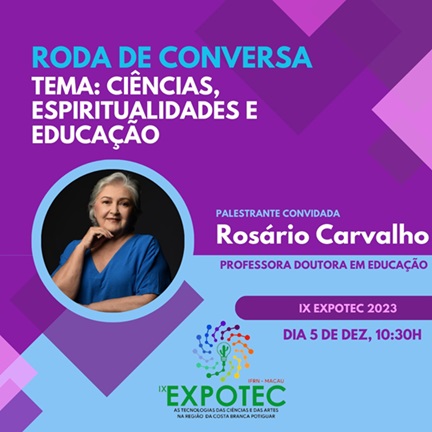 RODA DE CONVERSA
TEMA: CIÊNCIAS,
ESPIRITUALIDADES E
EDUCAÇÃO
PALESTRANTE CONVIDADA
Rosário Carvalho
PROFESSORA DOUTORA EM EDUCAÇÃO
IX EXPOTEC 2023
DIA 5 DE DEZ, 10:30H
IFRN - MACAU
IX EXPOTEC
AS TECNOLOGIAS DAS CIÊNCIAS E DAS ARTES
NA REGIÃO DA COSTA BRANCA POTIGUAR